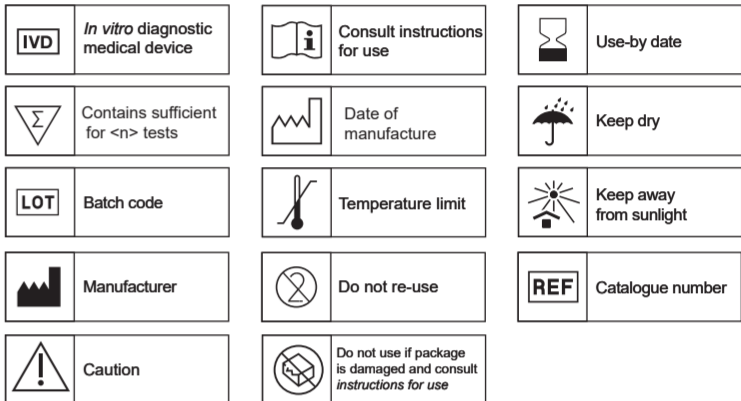 IVD
In vitro diagnostic
medical device
Consult instructions
for use
Use-by date
Σ
Contains sufficient
for <n> tests
Date of
manufacture
Keep dry
LOT
Batch code
Temperature limit
Keep away
from sunlight
Manufacturer
2
Do not re-use
REF
Catalogue number
!
Caution
Do not use if package
is damaged and consult
instructions for use